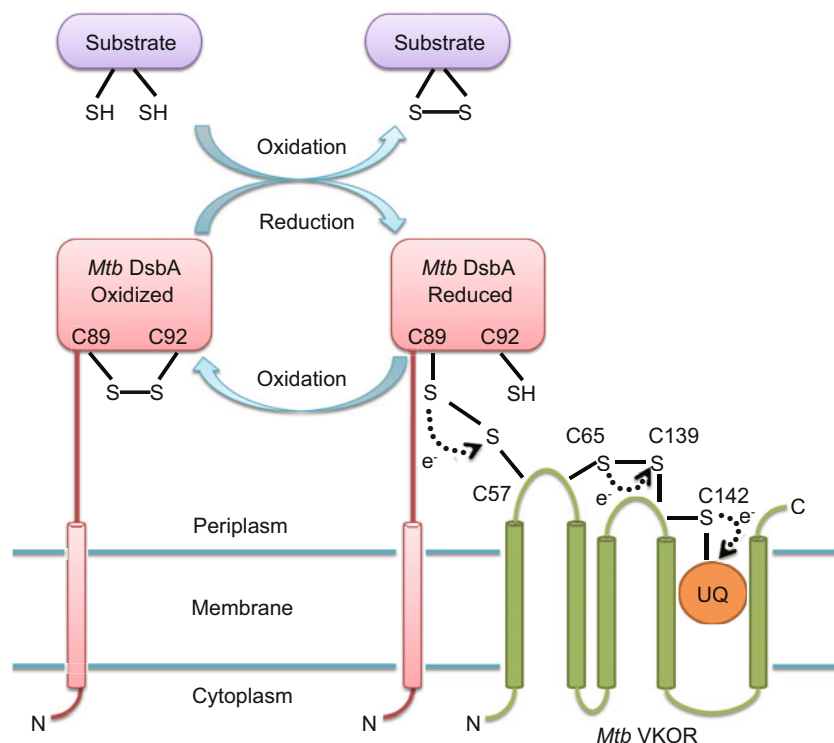 Substrate
Substrate
SH SH
S S
Oxidation
Reduction
Mtb DsbA
Oxidized
C89 C92
S S
Mtb DsbA
Reduced
C89 C92
Oxidation
S
SH
S
e-
C57
C65
S
S
C139
e-
C142
S
e-
C
Periplasm
Membrane
UQ
Cytoplasm
N
N
N
Mtb VKOR